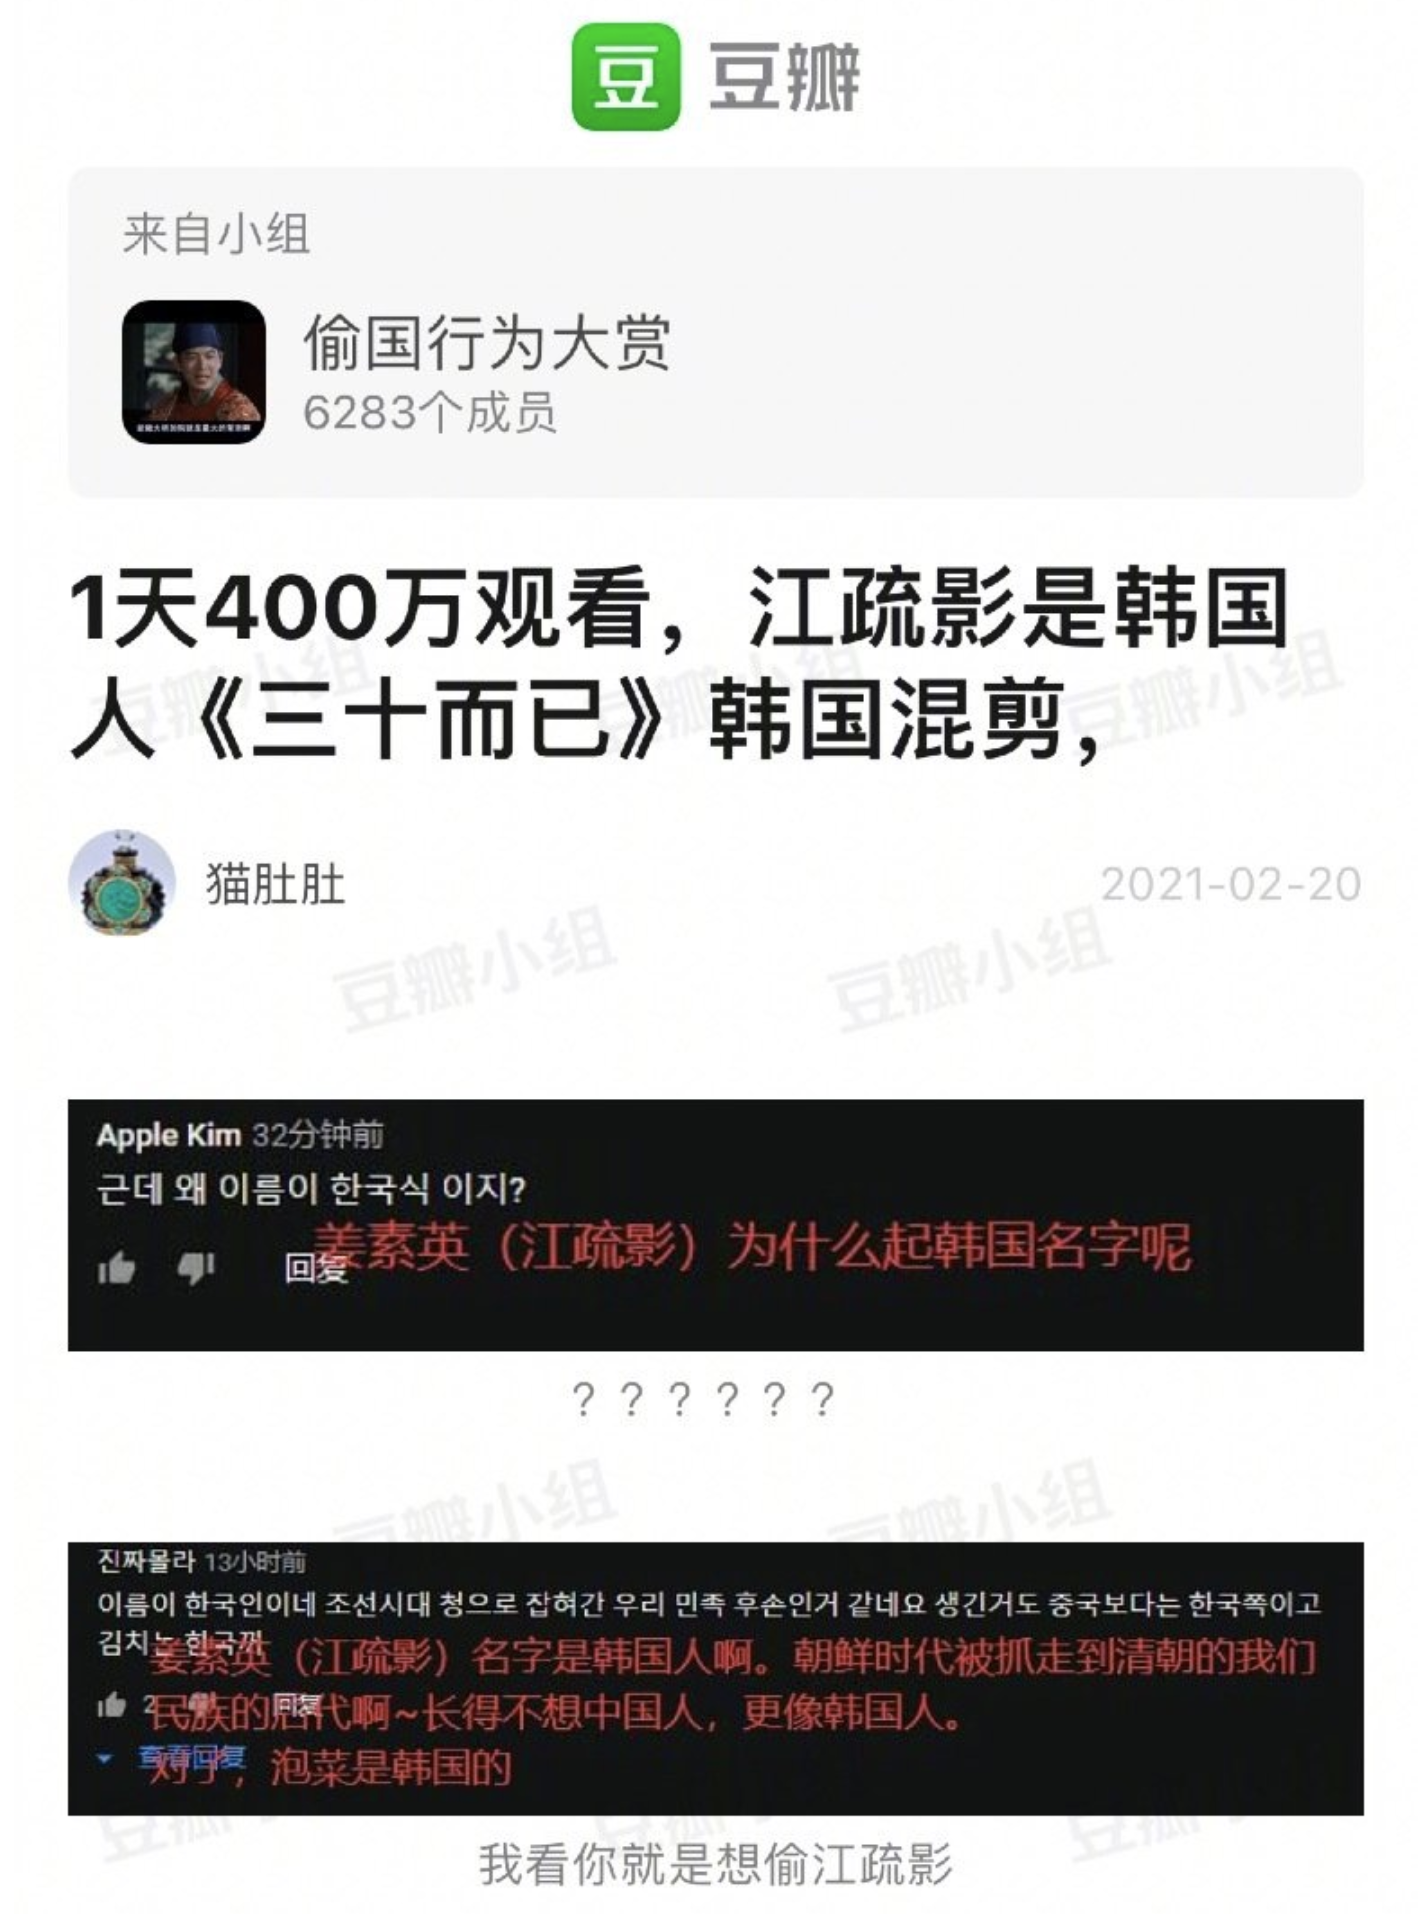 豆 豆瓣
来自小组
偷国行为大赏
6283个成员
1天400万观看，江疏影是韩国
人《三十而已》韩国混剪，
猫肚肚 2021-02-20
豆瓣小组
Apple Kim 32分钟前
근데 왜 이름이 한국식 이지?
姜素英（江疏影）为什么起韩国名字呢
回复
？？？？？？
진짜몰라 13小时前
이름이 한국인이네 조선시대 청으로 잡혀간 우리 민족 후손인거 같네요 생긴거도 중국보다는 한국쪽이고
김치는 한국꺼
姜素英（江疏影）名字是韩国人啊。朝鲜时代被抓走到清朝的我们
2 回复
民族的后代啊~长得不想中国人，更像韩国人。
查看回复
对了，泡菜是韩国的
我看你就是想偷江疏影